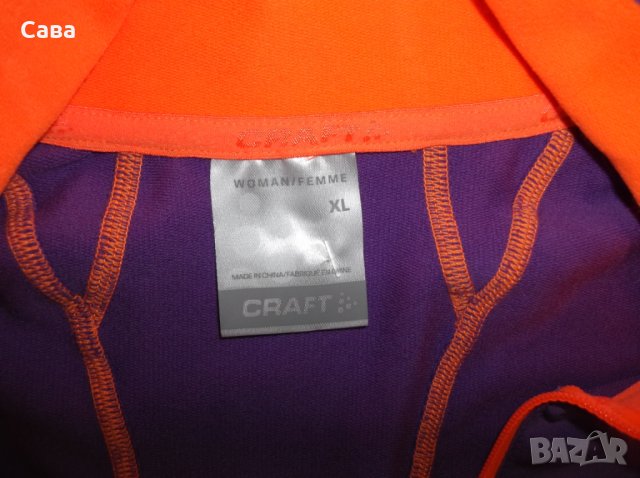 Сава
CRAFT
WOMAN/FEMME
XL
MADE IN CHINA/FABRIQUÉ EN CHINE
CRAFT
BAZAR